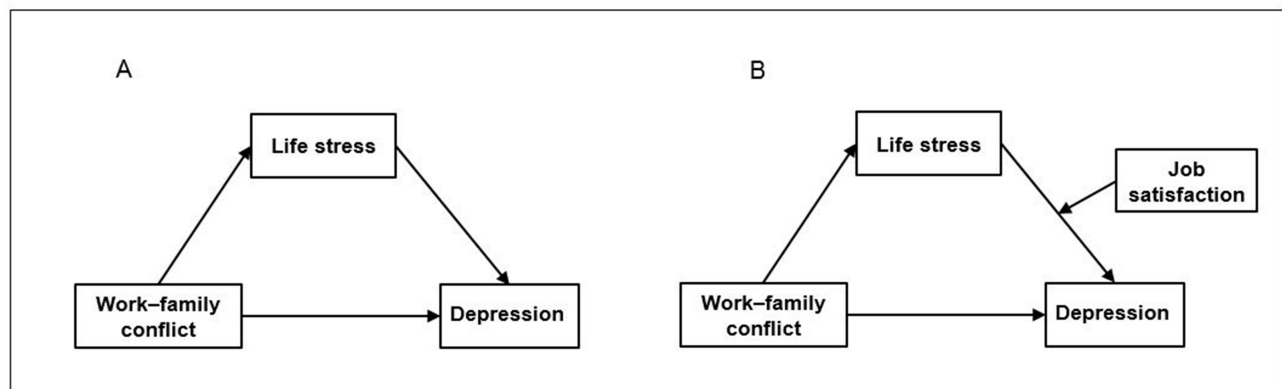 A
Life stress
Work–family
conflict
Depression
B
Life stress
Job
satisfaction
Work–family
conflict
Depression